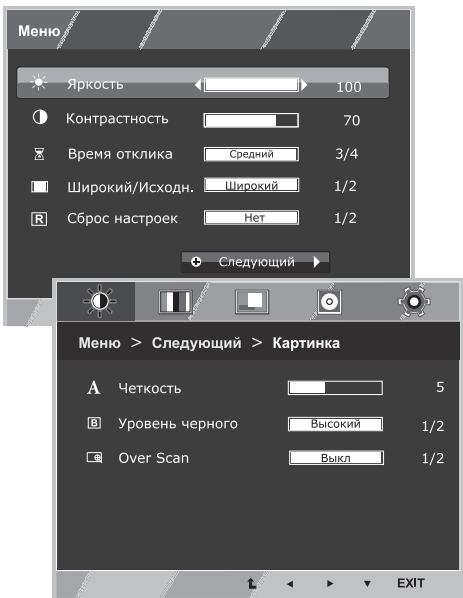 Меню
Яркость 100
Контрастность 70
Время отклика Средний 3/4
Широкий/Исходн. Широкий 1/2
R Сброс настроек Нет 1/2
Следующий
Меню > Следующий > Картинка
A Четкость 5
B Уровень черного Высокий 1/2
Over Scan Выкл 1/2
EXIT